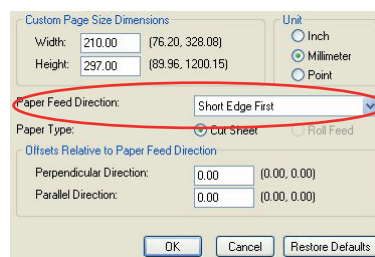 Custom Page Size Dimensions
Unit
Width: 210.00 (76.20, 328.08)
Inch
Height: 297.00 (89.96, 1200.15)
Millimeter
Point
Paper Feed Direction: Short Edge First
Paper Type: Cut Sheet Roll Feed
Offsets Relative to Paper Feed Direction
Perpendicular Direction: 0.00 (0.00, 0.00)
Parallel Direction: 0.00 (0.00, 0.00)
OK Cancel Restore Defaults